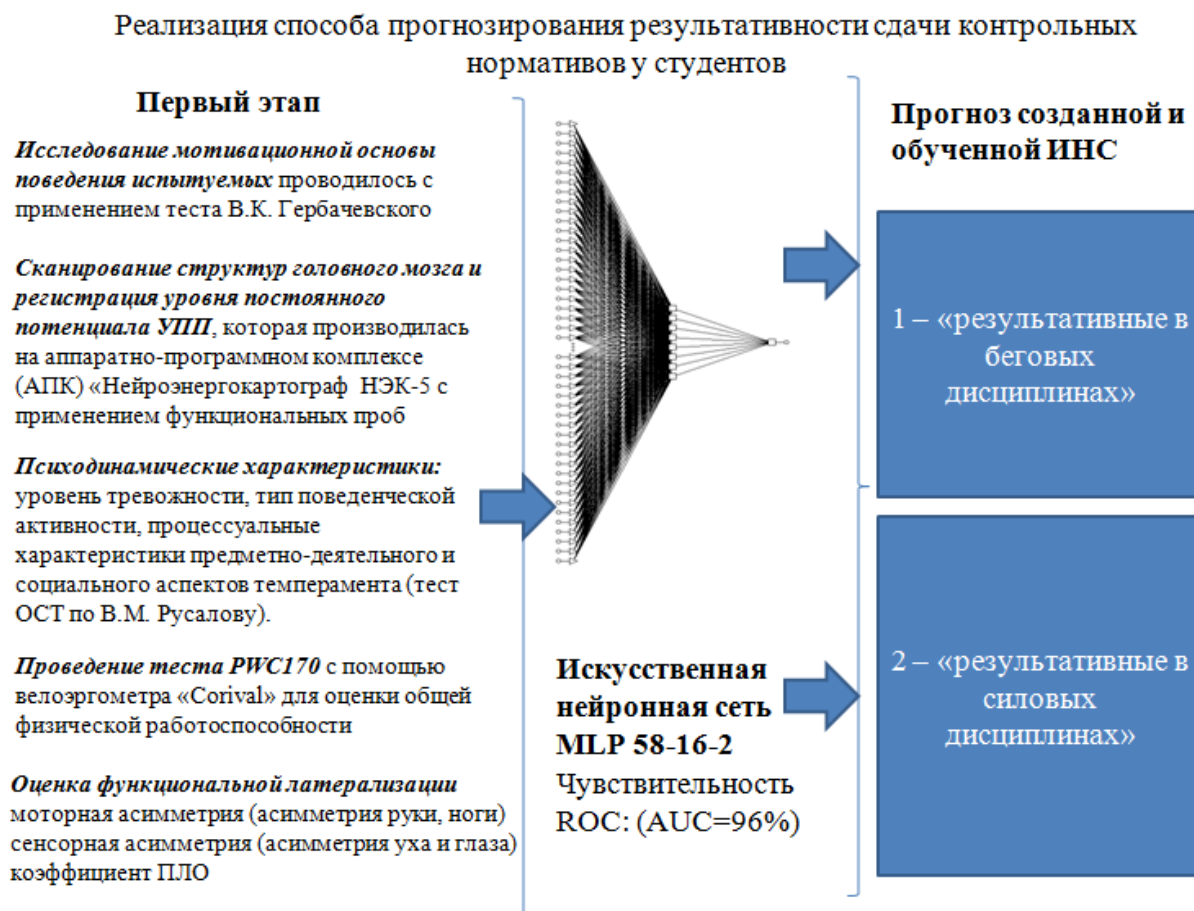 Реализация способа прогнозирования результативности сдачи контрольных
нормативов у студентов
Первый этап
Исследование мотивационной основы
поведения испытуемых проводилось с
применением теста В.К. Гербачевского
Сканирование структур головного мозга и
регистрация уровня постоянного
потенциала УПП, которая производилась
на аппаратно-программном комплексе
(АПК) «Нейроэнергокартограф НЭК-5 с
применением функциональных проб
Психодинамические характеристики:
уровень тревожности, тип поведенческой
активности, процессуальные
характеристики предметно-деятельного и
социального аспектов темперамента (тест
ОСТ по В.М. Русалову).
Проведение теста PWC170 с помощью
велоэргометра «Corival» для оценки общей
физической работоспособности
Оценка функциональной латерализации
моторная асимметрия (асимметрия руки, ноги)
сенсорная асимметрия (асимметрия уха и глаза)
коэффициент ПЛО
Искусственная
нейронная сеть
MLP 58-16-2
Чувствительность
ROC: (AUC=96%)
Прогноз созданной и
обученной ИНС
1 – «результативные в
беговых
дисциплинах»
2 – «результативные в
силовых
дисциплинах»